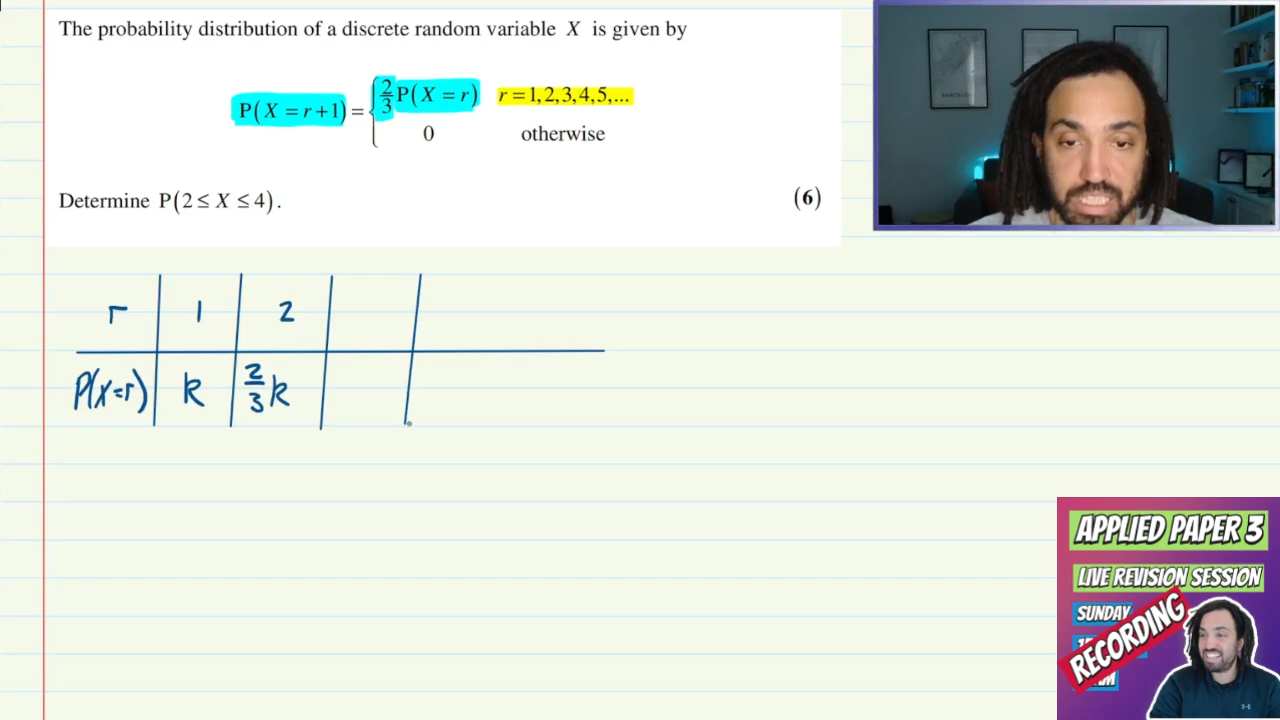 The probability distribution of a discrete random variable X is given by
P(X = r+1) = { 2/3 P(X = r) r = 1,2,3,4,5,...
0 otherwise
Determine P(2 ≤ X ≤ 4). (6)
r 1 2
P(X=r) k 2/3 k
APPLIED PAPER 3
LIVE REVISION SESSION
SUNDAY
RECORDING